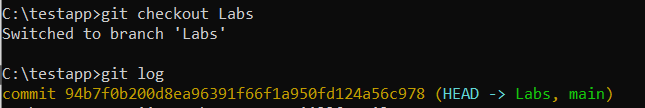 C:\testapp>git checkout Labs
Switched to branch 'Labs'
C:\testapp>git log
commit 94b7f0b200d8ea96391f66f1a950fd124a56c978 (HEAD -> Labs, main)